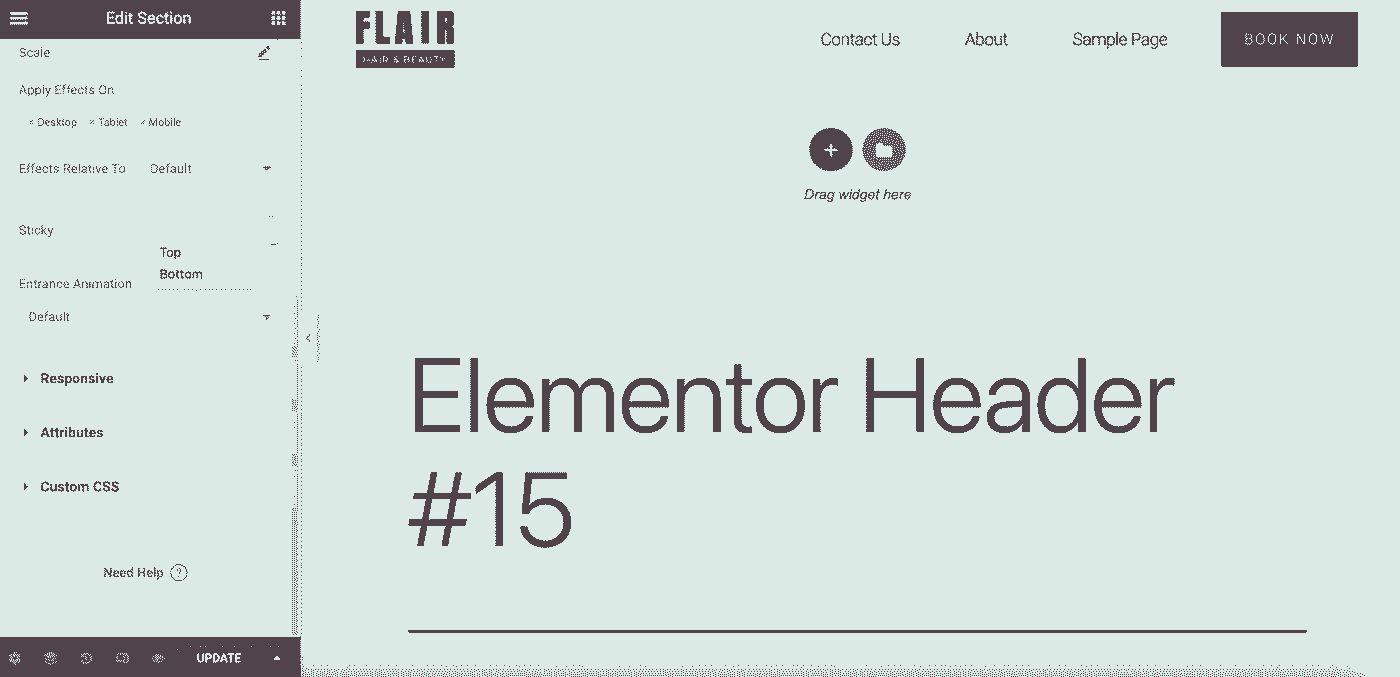 Edit Section
Scale
Apply Effects On
× Desktop × Tablet × Mobile
Effects Relative To Default
Sticky
Top
Bottom
Entrance Animation
Default
Responsive
Attributes
Custom CSS
Need Help ?
UPDATE
FLAIR
HAIR & BEAUTY
Contact Us About Sample Page BOOK NOW
Drag widget here
Elementor Header
#15